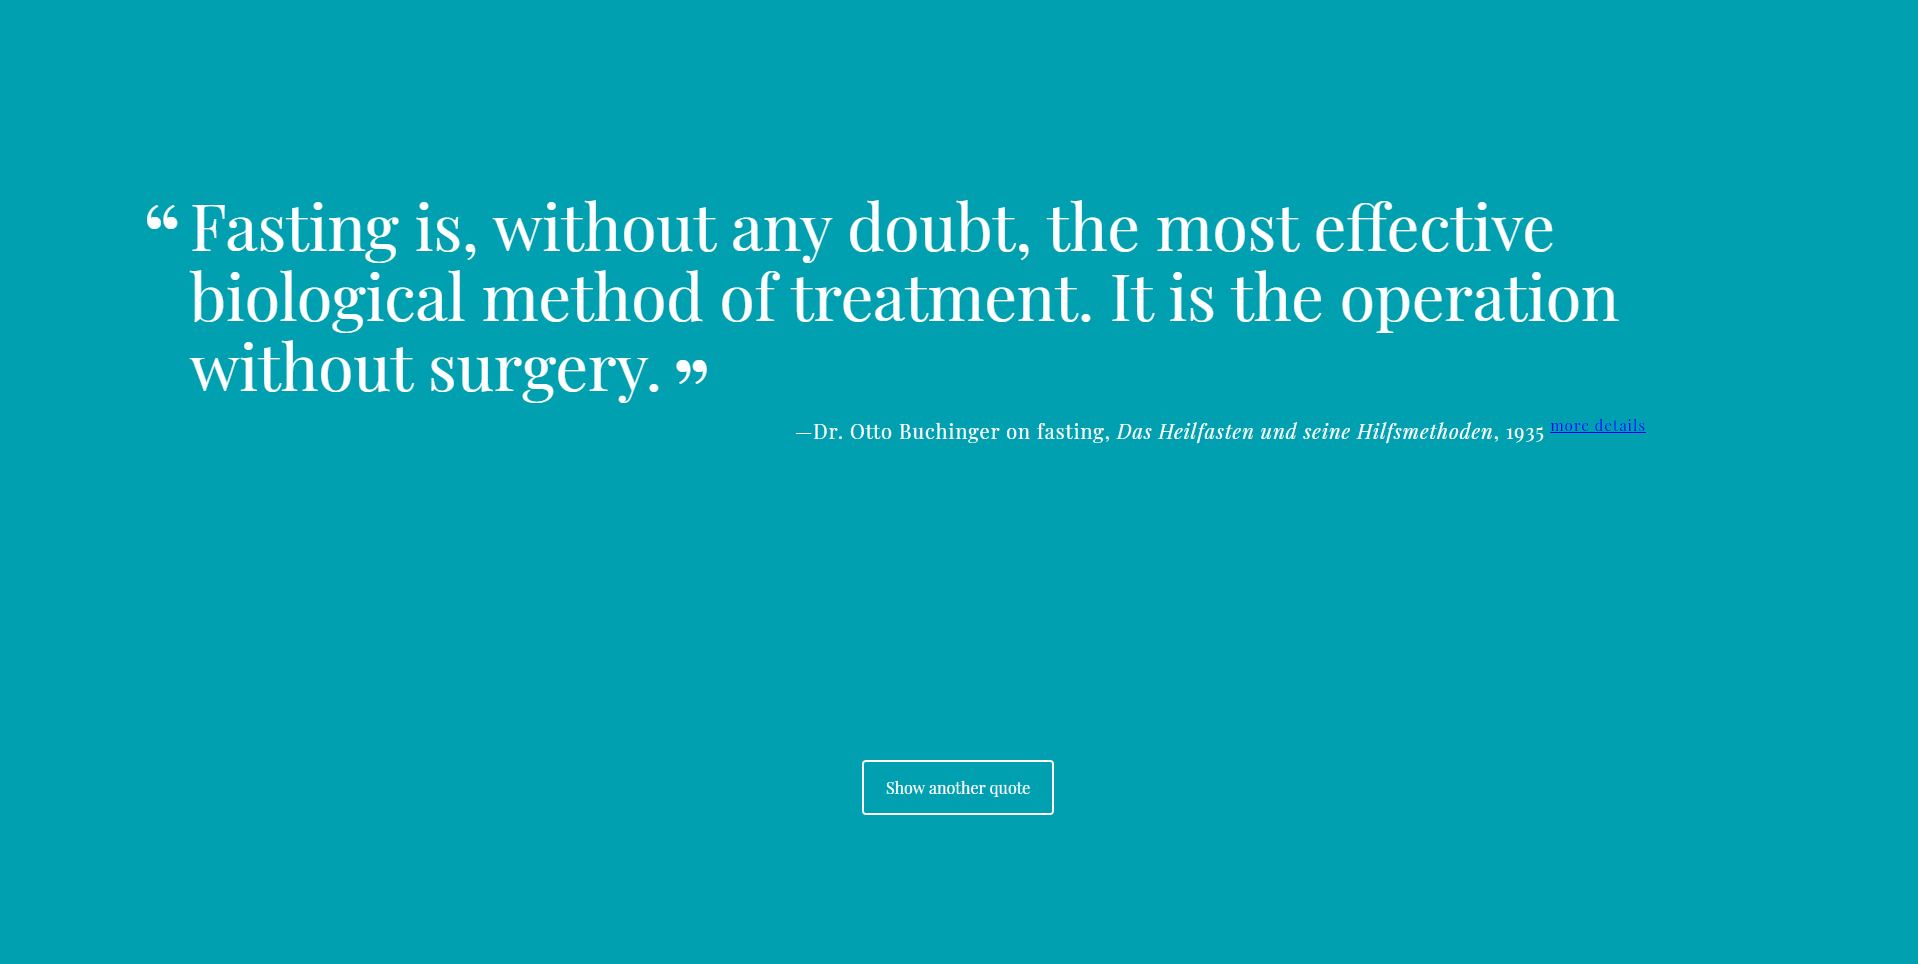 “ Fasting is, without any doubt, the most effective
biological method of treatment. It is the operation
without surgery. ”
—Dr. Otto Buchinger on fasting, Das Heilfasten und seine Hilfsmethoden, 1935 more details
Show another quote